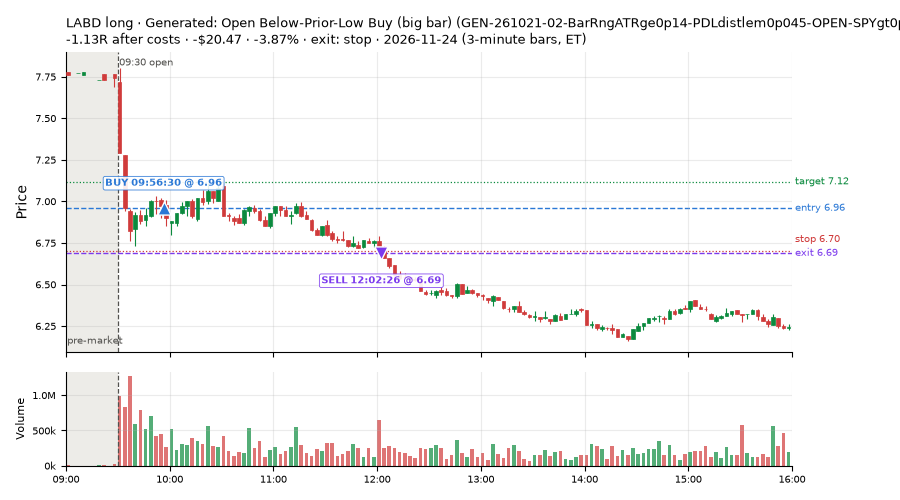 LABD long · Generated: Open Below-Prior-Low Buy (big bar) (GEN-261021-02-BarRngATRge0p14-PDLdistlem0p045-OPEN-SPYgt0p
-1.13R after costs · -$20.47 · -3.87% · exit: stop · 2026-11-24 (3-minute bars, ET)
09:30 open
7.75
7.50
7.25
7.00
6.75
6.50
6.25
Price
BUY 09:56:30 @ 6.96
target 7.12
entry 6.96
stop 6.70
exit 6.69
SELL 12:02:26 @ 6.69
pre-market
1.0M
500k
0k
Volume
09:00
10:00
11:00
12:00
13:00
14:00
15:00
16:00